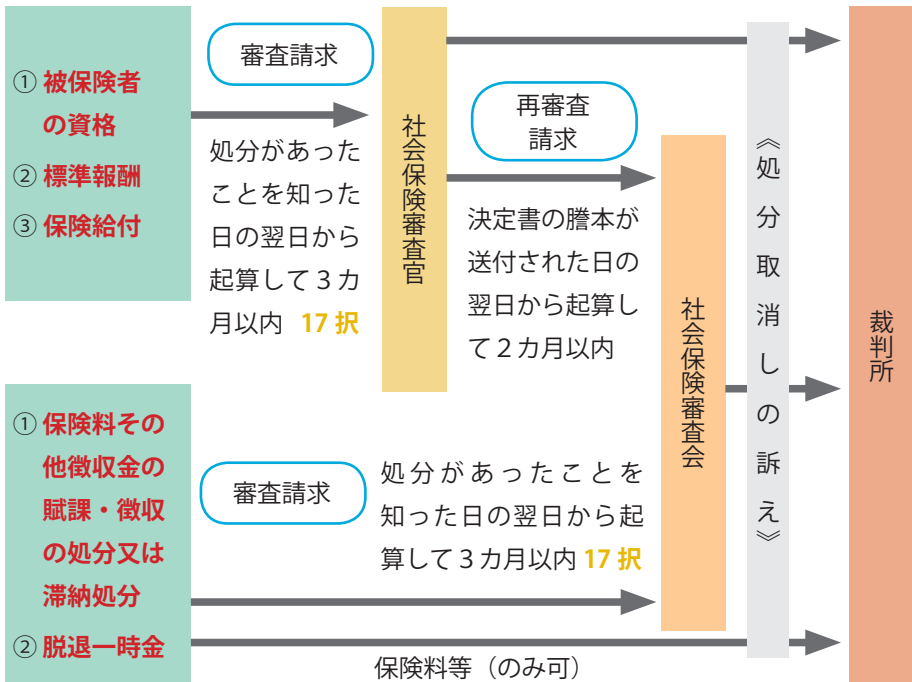 ① 被保険者
の資格
② 標準報酬
③ 保険給付
審査請求
処分があった
ことを知った
日の翌日から
起算して３カ
月以内 17 択
社会保険審査官
再審査
請求
決定書の謄本が
送付された日の
翌日から起算し
て２カ月以内
社会保険審査会
《処分取消しの訴え》
裁判所
① 保険料その
他徴収金の
賦課・徴収
の処分又は
滞納処分
② 脱退一時金
審査請求
処分があったことを
知った日の翌日から起
算して３カ月以内 17 択
保険料等（のみ可）